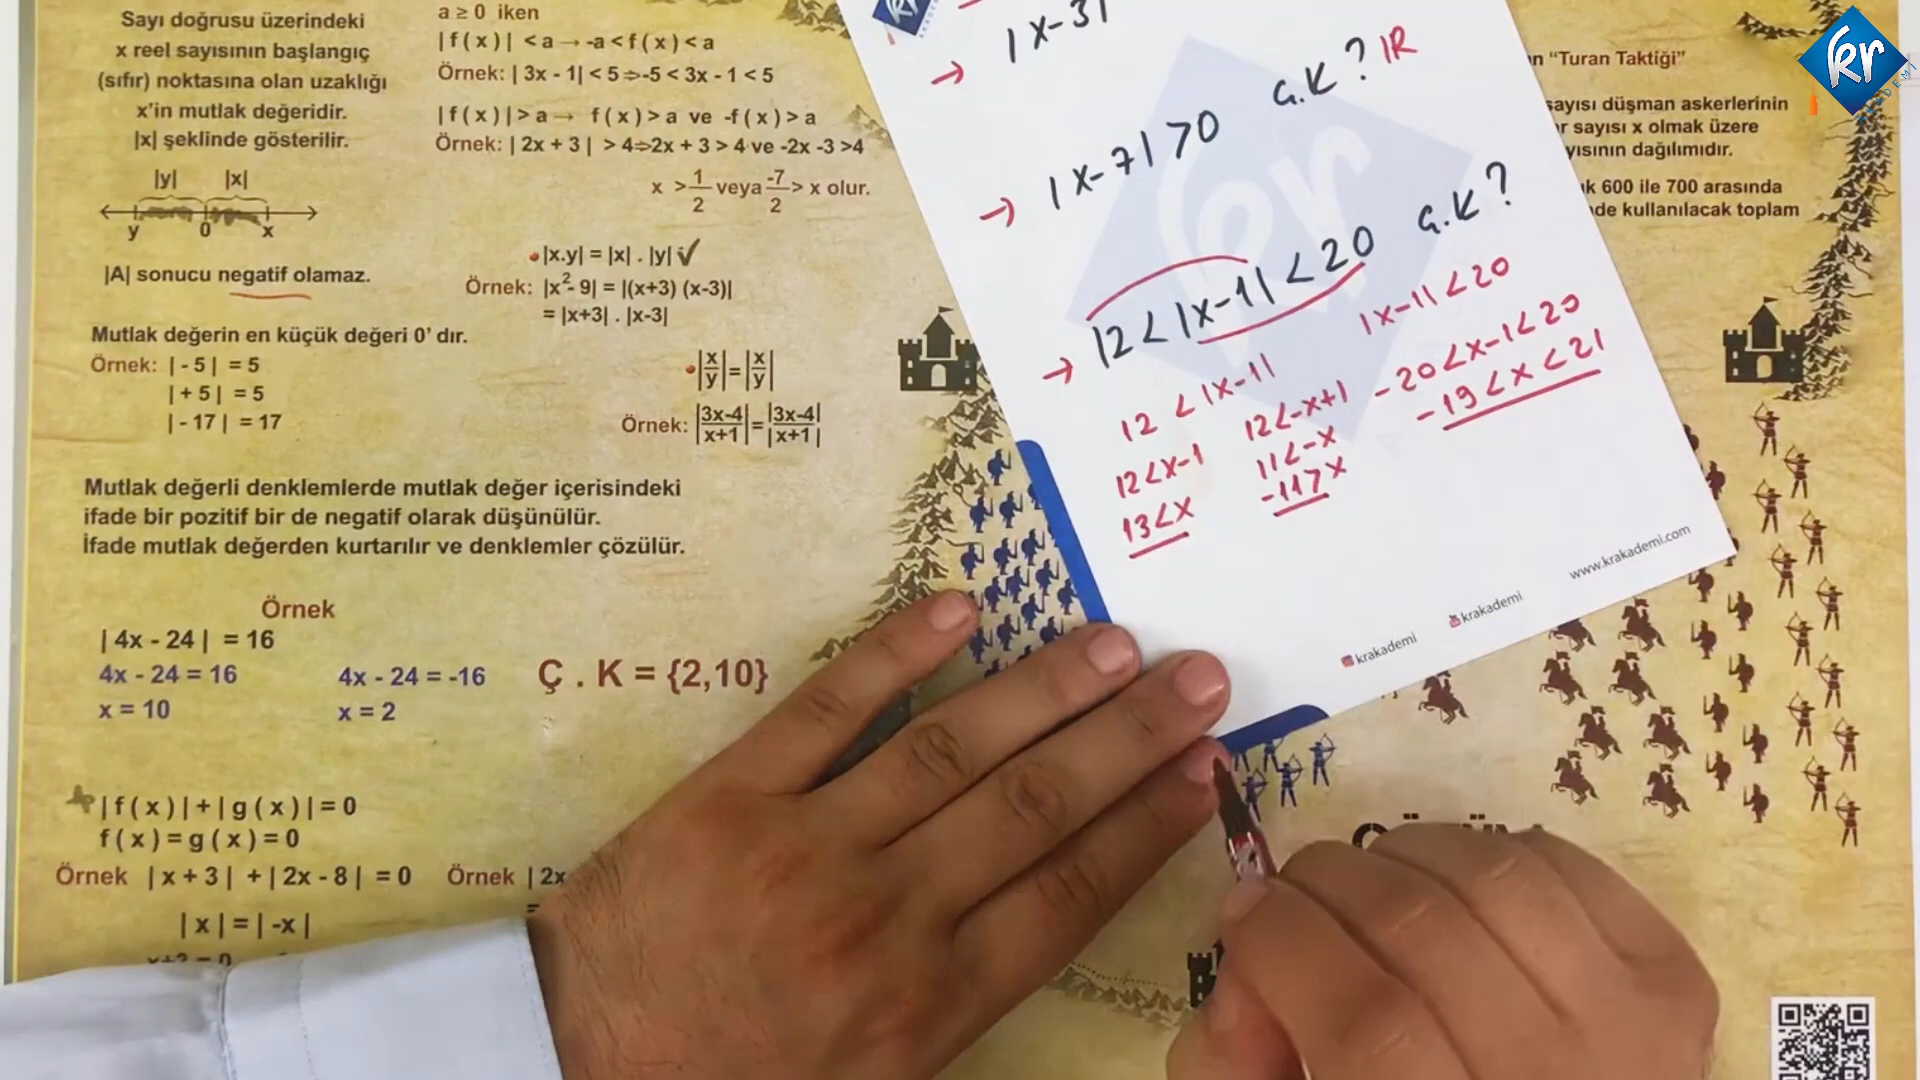 Sayı doğrusu üzerindeki
x reel sayısının başlangıç
(sıfır) noktasına olan uzaklığı
x'in mutlak değeridir.
|x| şeklinde gösterilir.
|y| |x|
y 0 x
|A| sonucu negatif olamaz.
Mutlak değerin en küçük değeri 0' dır.
Örnek: | - 5 | = 5
| + 5 | = 5
| - 17 | = 17
a ≥ 0 iken
| f ( x ) | < a → -a < f ( x ) < a
Örnek: | 3x - 1| < 5 ⇒ -5 < 3x - 1 < 5
| f ( x ) | > a → f ( x ) > a ve -f ( x ) > a
Örnek: | 2x + 3 | > 4 ⇒ 2x + 3 > 4 ve -2x -3 >4
x > 1/2 veya -7/2 > x olur.
|x.y| = |x| . |y| ✓
Örnek: |x²- 9| = |(x+3) (x-3)|
= |x+3| . |x-3|
|x/y| = |x/y|
Örnek: |3x-4/x+1| = |3x-4|/|x+1|
Mutlak değerli denklemlerde mutlak değer içerisindeki
ifade bir pozitif bir de negatif olarak düşünülür.
İfade mutlak değerden kurtarılır ve denklemler çözülür.
Örnek
| 4x - 24 | = 16
4x - 24 = 16 4x - 24 = -16
x = 10 x = 2
Ç . K = {2,10}
| f ( x ) | + | g ( x ) | = 0
f ( x ) = g ( x ) = 0
Örnek | x + 3 | + | 2x - 8 | = 0 Örnek | 2x
| x | = | -x |
kr
→ |x-3|
→ |x-7|>0 G.K ? IR
→ 12<|x-1|<20 G.K ?
12 < |x-1|
12<x-1
13<x
12<-x+1
11<-x
-11>x
|x-1|<20
-20<x-1<20
-19<x<21
www.krakademi.com
krakademi krakademi
"Turan Taktiği"
sayısı düşman askerlerinin
r sayısı x olmak üzere
yısının dağılımıdır.
k 600 ile 700 arasında
de kullanılacak toplam
kr
AKADEMİ